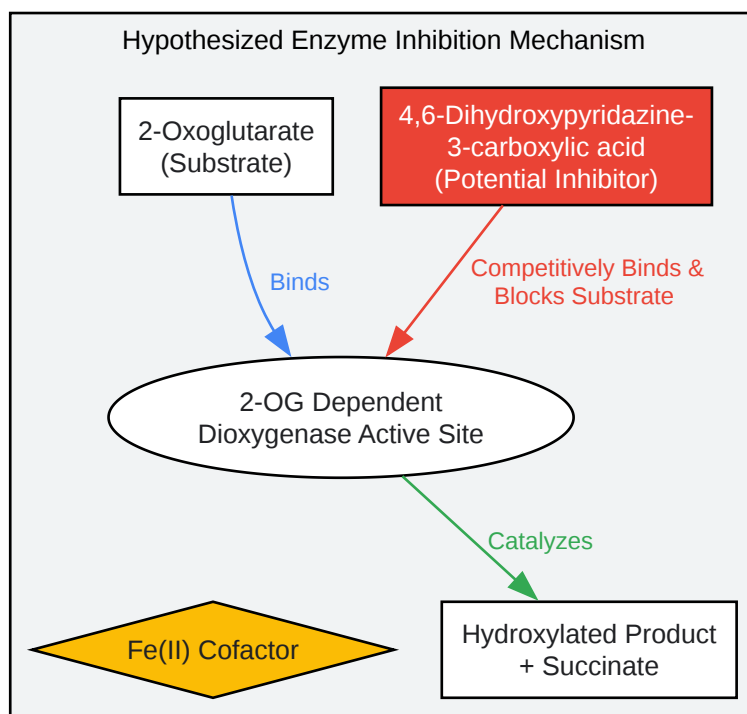 Hypothesized Enzyme Inhibition Mechanism
2-Oxoglutarate
(Substrate)
4,6-Dihydroxypyridazine-
3-carboxylic acid
(Potential Inhibitor)
Binds
Competitively Binds &
Blocks Substrate
2-OG Dependent
Dioxygenase Active Site
Catalyzes
Fe(II) Cofactor
Hydroxylated Product
+ Succinate